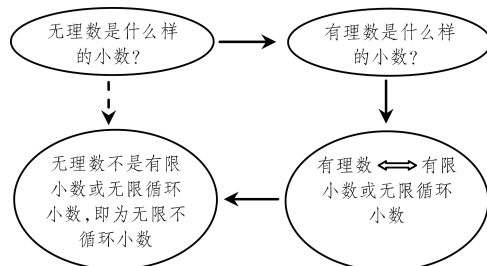 无理数是什么样
的小数?
有理数是什么样
的小数?
无理数不是有限
小数或无限循环
小数,即为无限不
循环小数
有理数⇔有限
小数或无限循环
小数